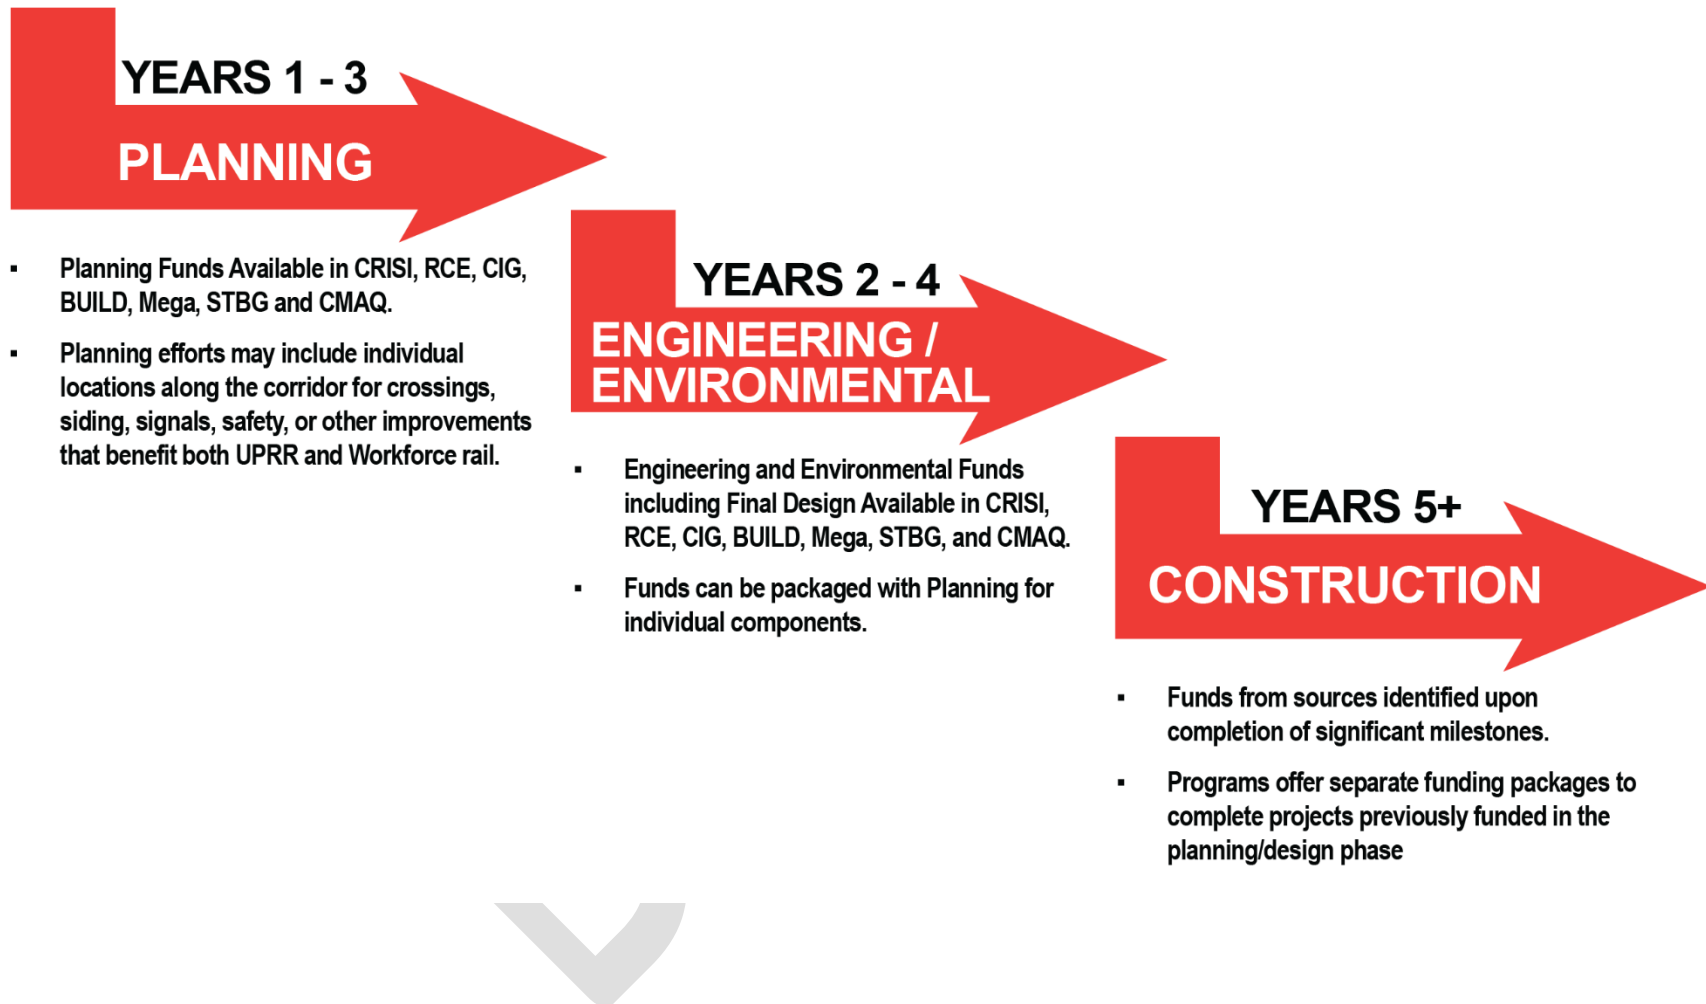 YEARS 1 - 3
PLANNING
▪ Planning Funds Available in CRISI, RCE, CIG,
BUILD, Mega, STBG and CMAQ.
▪ Planning efforts may include individual
locations along the corridor for crossings,
siding, signals, safety, or other improvements
that benefit both UPRR and Workforce rail.
YEARS 2 - 4
ENGINEERING /
ENVIRONMENTAL
▪ Engineering and Environmental Funds
including Final Design Available in CRISI,
RCE, CIG, BUILD, Mega, STBG, and CMAQ.
▪ Funds can be packaged with Planning for
individual components.
YEARS 5+
CONSTRUCTION
▪ Funds from sources identified upon
completion of significant milestones.
▪ Programs offer separate funding packages to
complete projects previously funded in the
planning/design phase